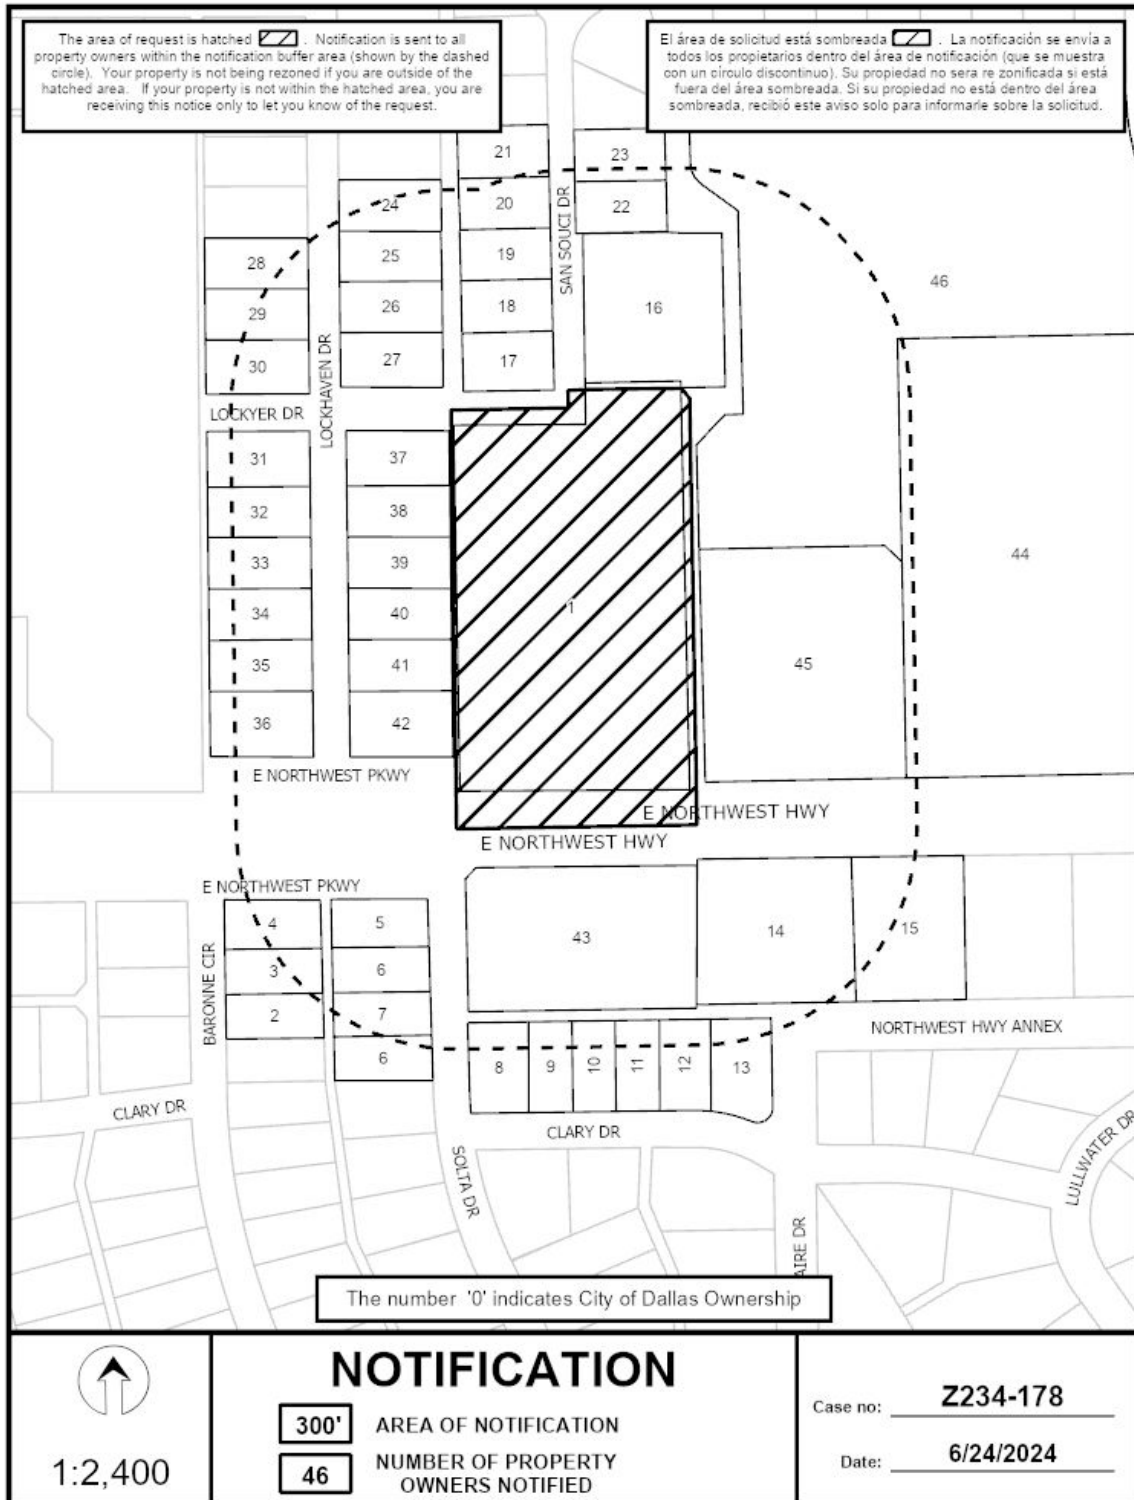 The area of request is hatched . Notification is sent to all
property owners within the notification buffer area (shown by the dashed
circle). Your property is not being rezoned if you are outside of the
hatched area. If your property is not within the hatched area, you are
receiving this notice only to let you know of the request.
El área de solicitud está sombreada . La notificación se envía a
todos los propietarios dentro del área de notificación (que se muestra
con un círculo discontinuo). Su propiedad no sera re zonificada si está
fuera del área sombreada. Si su propiedad no está dentro del área
sombreada, recibió este aviso solo para informarle sobre la solicitud.
21
23
24
20
22
SAN SOUCI DR
28
25
19
46
29
26
18
16
30
27
17
LOCKHAVEN DR
LOCKYER DR
31
37
32
38
33
39
44
34
40
1
35
41
45
36
42
E NORTHWEST PKWY
E NORTHWEST HWY
E NORTHWEST HWY
E NORTHWEST PKWY
4
5
43
14
15
3
6
BARONNE CIR
2
7
NORTHWEST HWY ANNEX
6
8
9
10
11
12
13
CLARY DR
CLARY DR
LULLWATER DR
SOLTA DR
AIRE DR
The number '0' indicates City of Dallas Ownership
1:2,400
NOTIFICATION
300' AREA OF NOTIFICATION
46 NUMBER OF PROPERTY
OWNERS NOTIFIED
Case no: Z234-178
Date: 6/24/2024